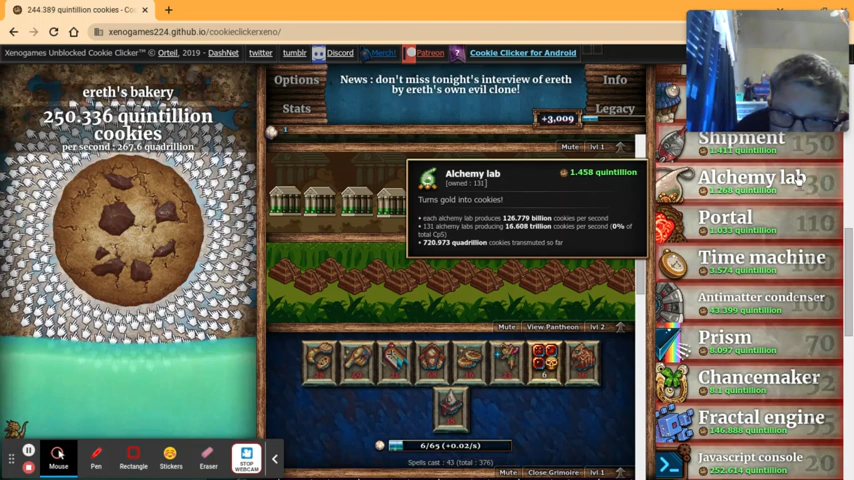 244.389 quintillion cookies - Co
xenogames224.github.io/cookieclickerxeno/
Xenogames Unblocked Cookie Clicker™ © Orteil, 2019 - DashNet
twitter
tumblr
Discord
Merch!
Patreon
Cookie Clicker for Android
ereth's bakery
250.336 quintillion
cookies
per second : 267.6 quadrillion
Options
Stats
News : don't miss tonight's interview of ereth
by ereth's own evil clone!
Info
Legacy
+3,009
1
Mute
lvl 1
Alchemy lab
[owned : 131]
1.458 quintillion
Turns gold into cookies!
• each alchemy lab produces 126.779 billion cookies per second
• 131 alchemy labs producing 16.608 trillion cookies per second (0% of
total CpS)
• 720.973 quadrillion cookies transmuted so far
Mute
View Pantheon
lvl 2
6
6/65 (+0.02/s)
Spells cast : 43 (total : 376)
Mute
Close Grimoire
lvl 1
Shipment
1.411 quintillion
150
Alchemy lab
1.268 quintillion
Portal
1.033 quintillion
110
Time machine
3.574 quintillion
Antimatter condenser
43.399 quintillion
100
Prism
8.097 quintillion
70
Chancemaker
8.1 quintillion
Fractal engine
146.888 quintillion
Javascript console
252.614 quintillion
Mouse
Pen
Rectangle
Stickers
Eraser
STOP
WEBCAM